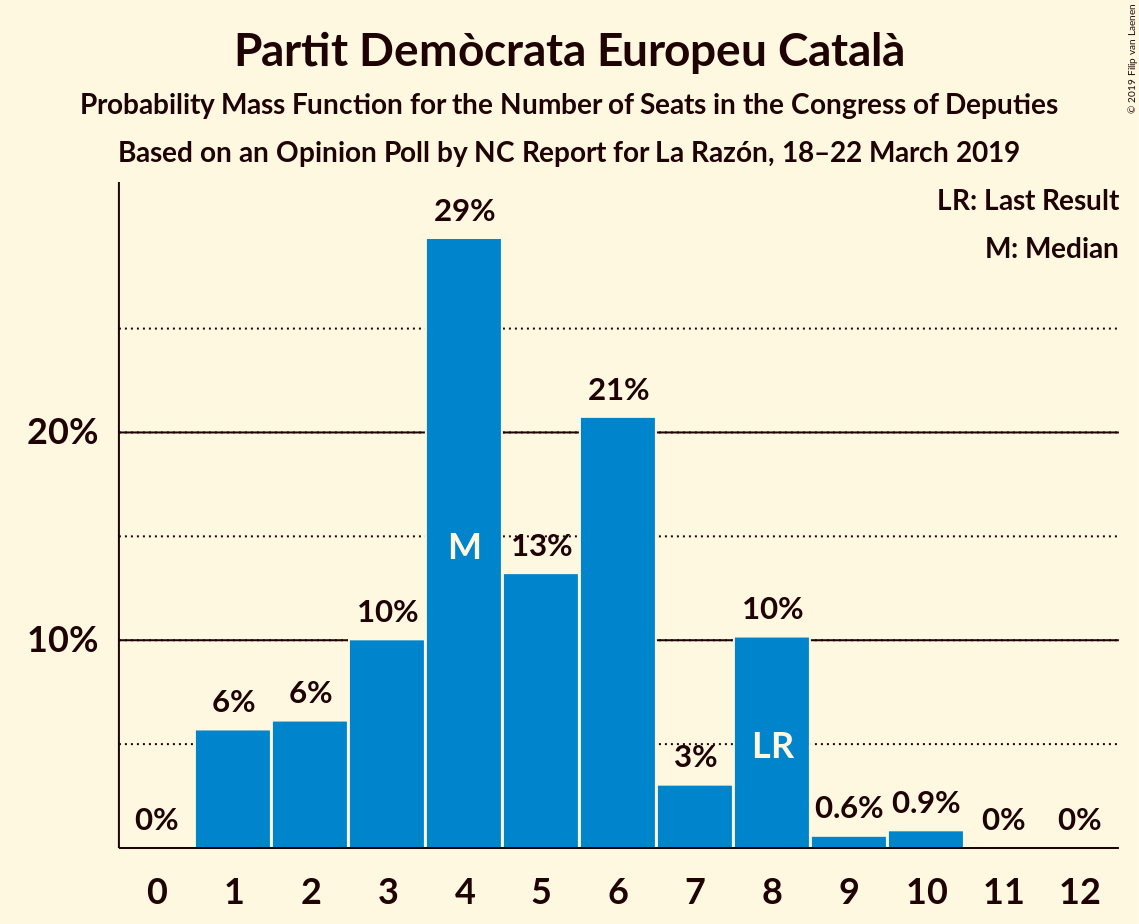 Partit Demòcrata Europeu Català
Probability Mass Function for the Number of Seats in the Congress of Deputies
Based on an Opinion Poll by NC Report for La Razón, 18–22 March 2019
© 2019 Filip van Laenen
LR: Last Result
M: Median
20%
10%
0%
6%
6%
10%
29%
M
13%
21%
3%
10%
LR
0.6%
0.9%
0%
0%
0 1 2 3 4 5 6 7 8 9 10 11 12